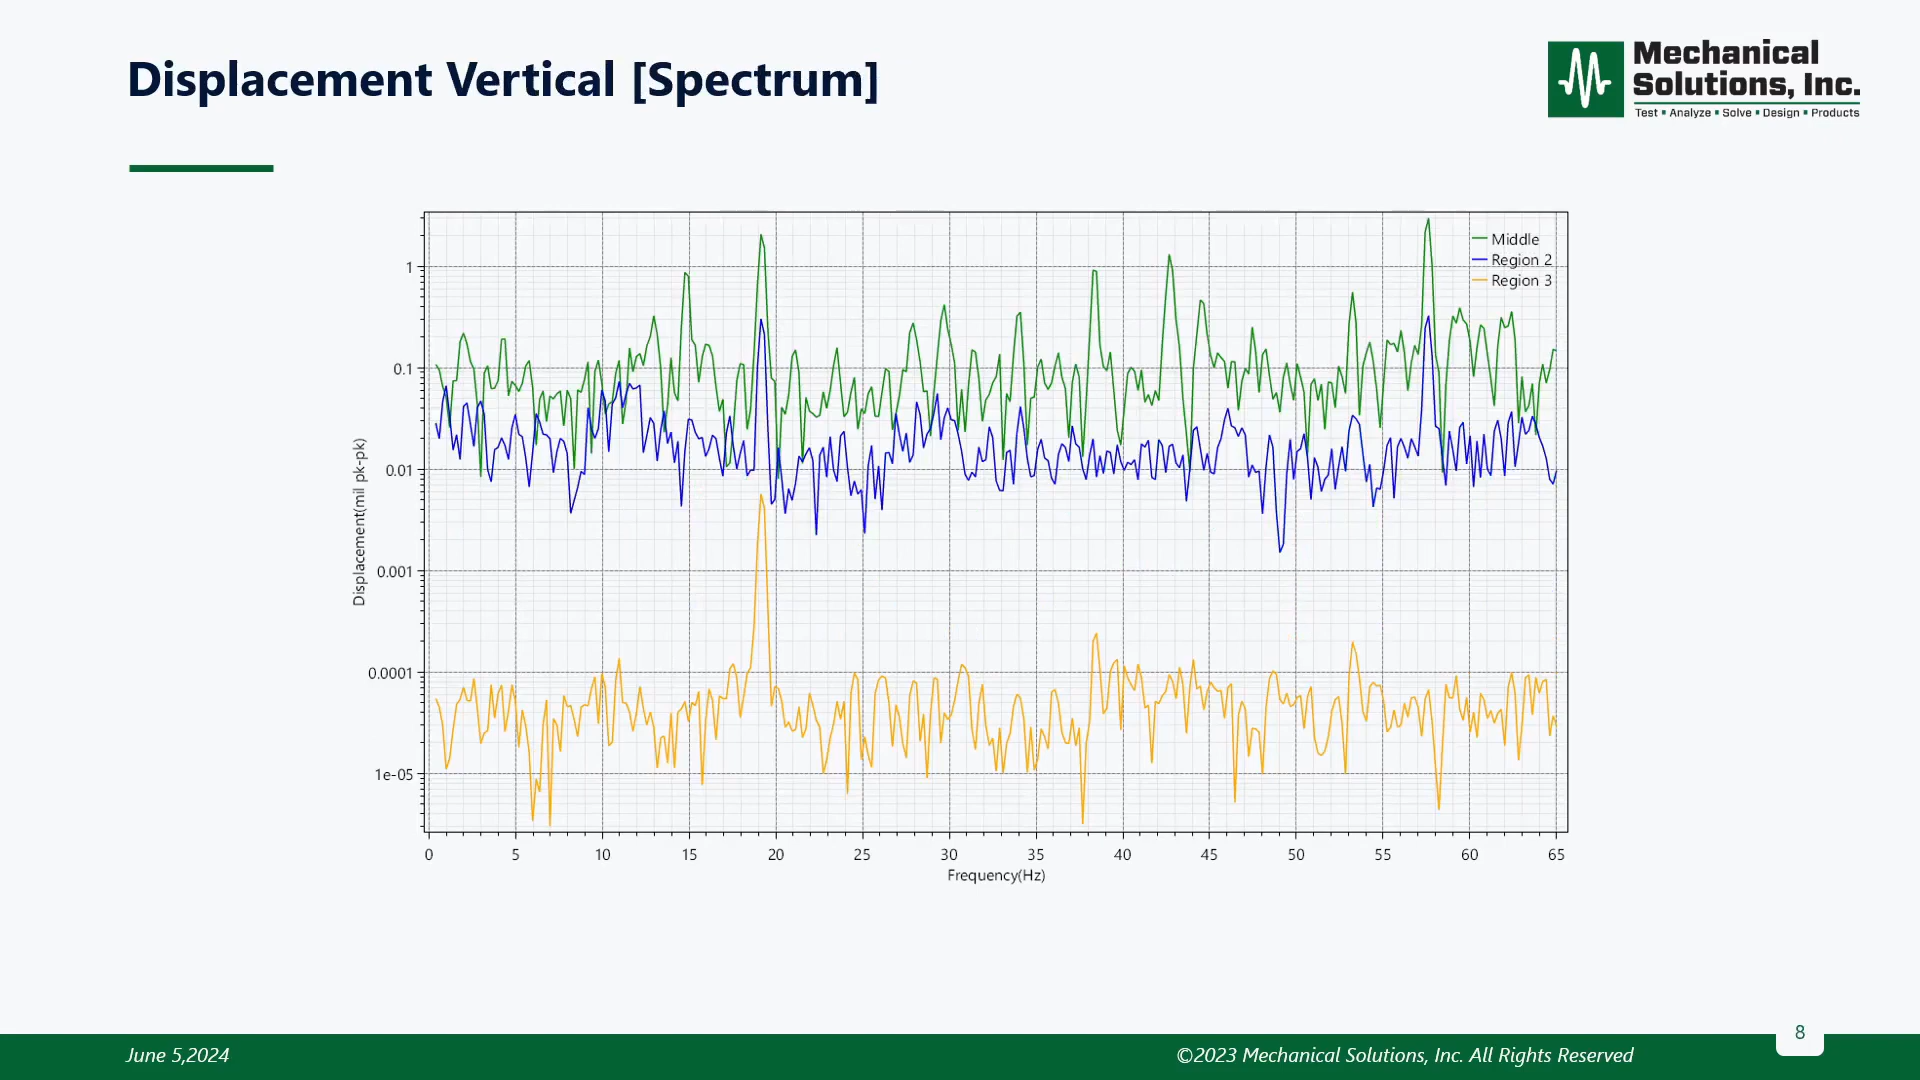 Displacement Vertical [Spectrum]
Mechanical
Solutions, Inc.
Test ▪ Analyze ▪ Solve ▪ Design ▪ Products
Middle
Region 2
Region 3
1
0.1
0.01
0.001
0.0001
1e-05
Displacement(mil pk-pk)
0 5 10 15 20 25 30 35 40 45 50 55 60 65
Frequency(Hz)
8
June 5,2024
©2023 Mechanical Solutions, Inc. All Rights Reserved